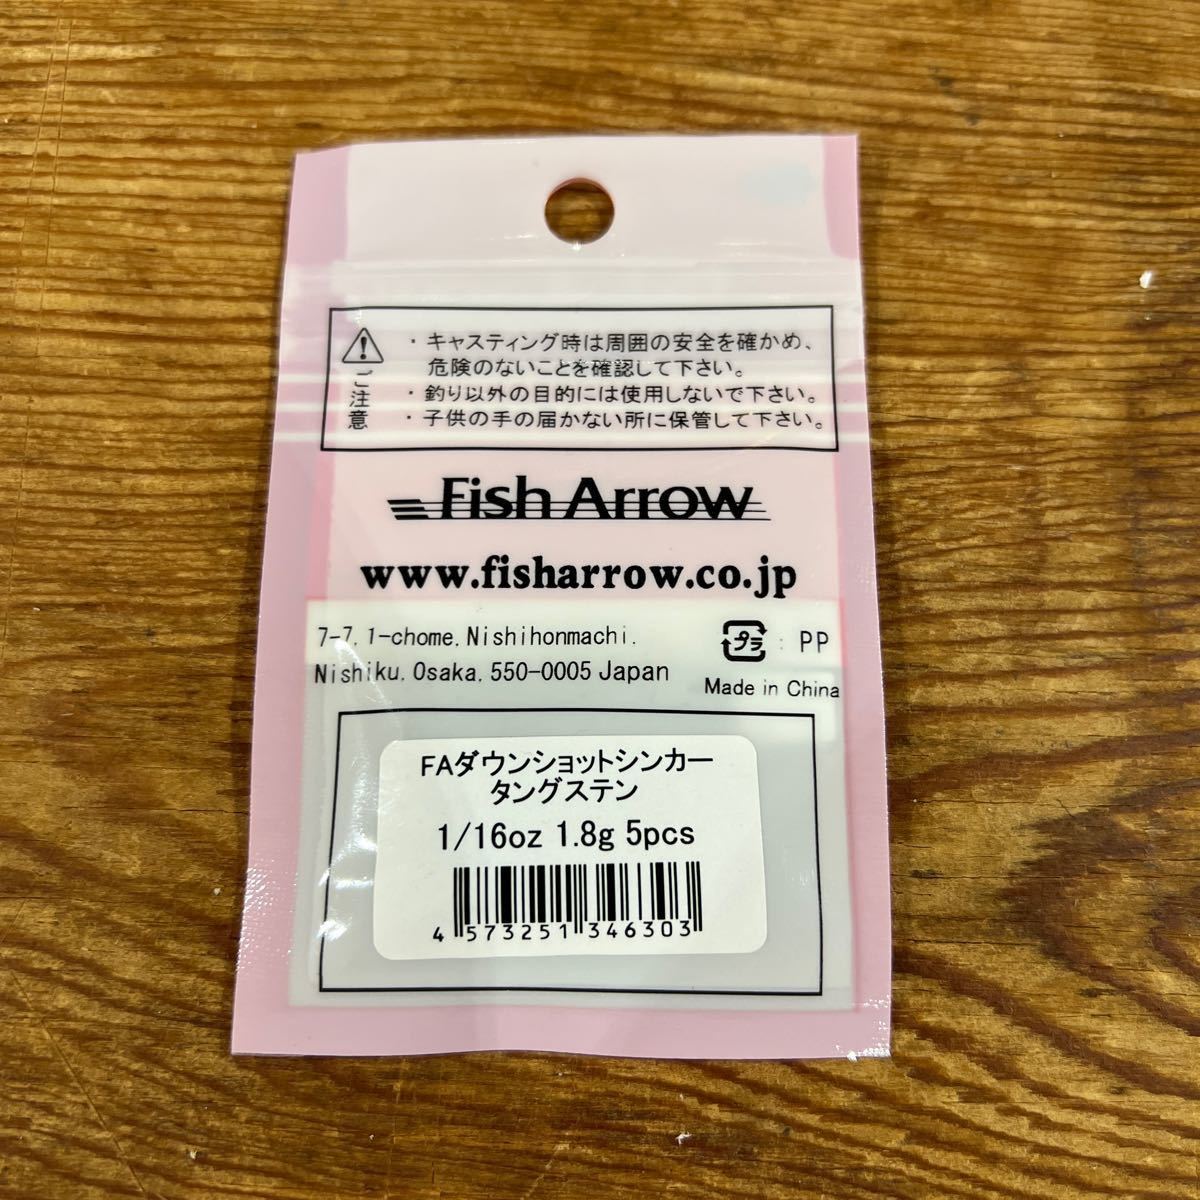 ご注意
・キャスティング時は周囲の安全を確かめ、
危険のないことを確認して下さい。
・釣り以外の目的には使用しないで下さい。
・子供の手の届かない所に保管して下さい。
Fish Arrow
www.fisharrow.co.jp
7-7, 1-chome, Nishihonmachi,
Nishiku, Osaka, 550-0005 Japan
プラ : PP
Made in China
FAダウンショットシンカー
タングステン
1/16oz 1.8g 5pcs
4 573251 346303